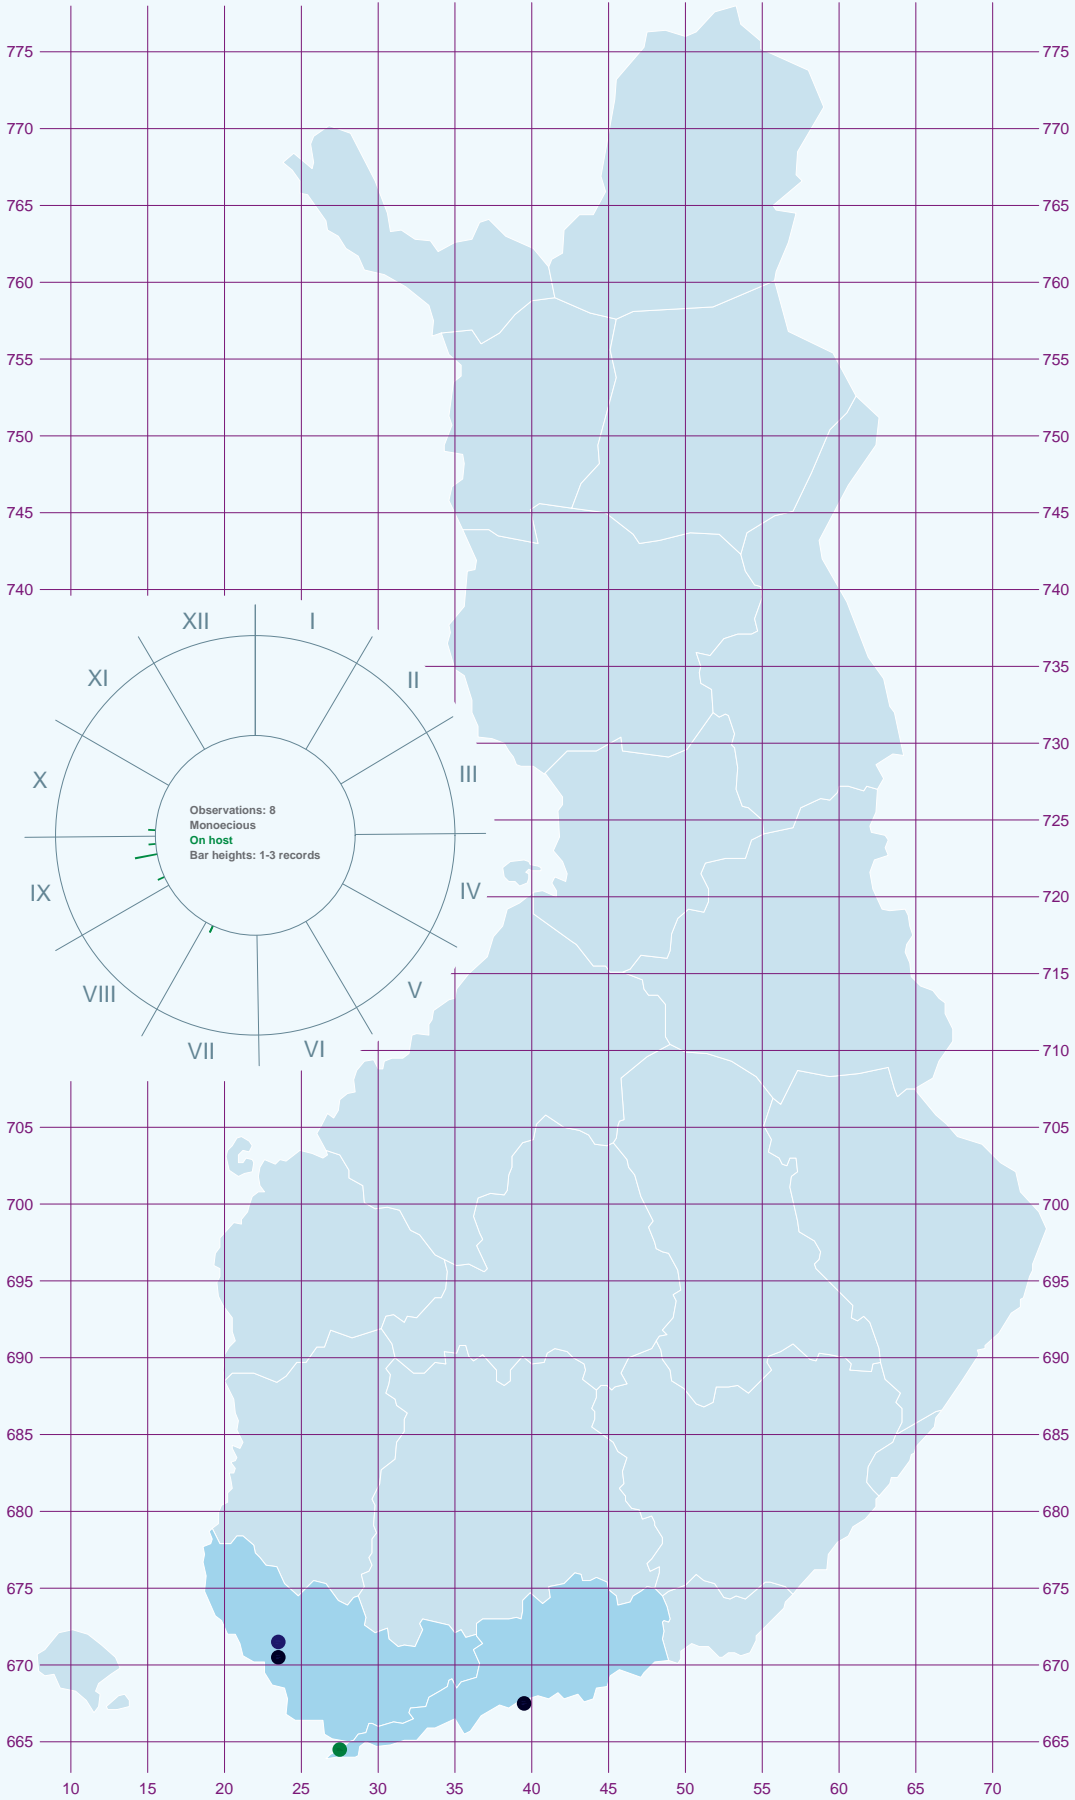 775 775
770 770
765 765
760 760
755 755
750 750
745 745
740 740
XII I
XI II
735
X III
730
Observations: 8
Monoecious
On host
Bar heights: 1-3 records
725
IX IV
720
VIII V
715
VII VI
710
705 705
700 700
695 695
690 690
685 685
680 680
675 675
670 670
665 665
10 15 20 25 30 35 40 45 50 55 60 65 70